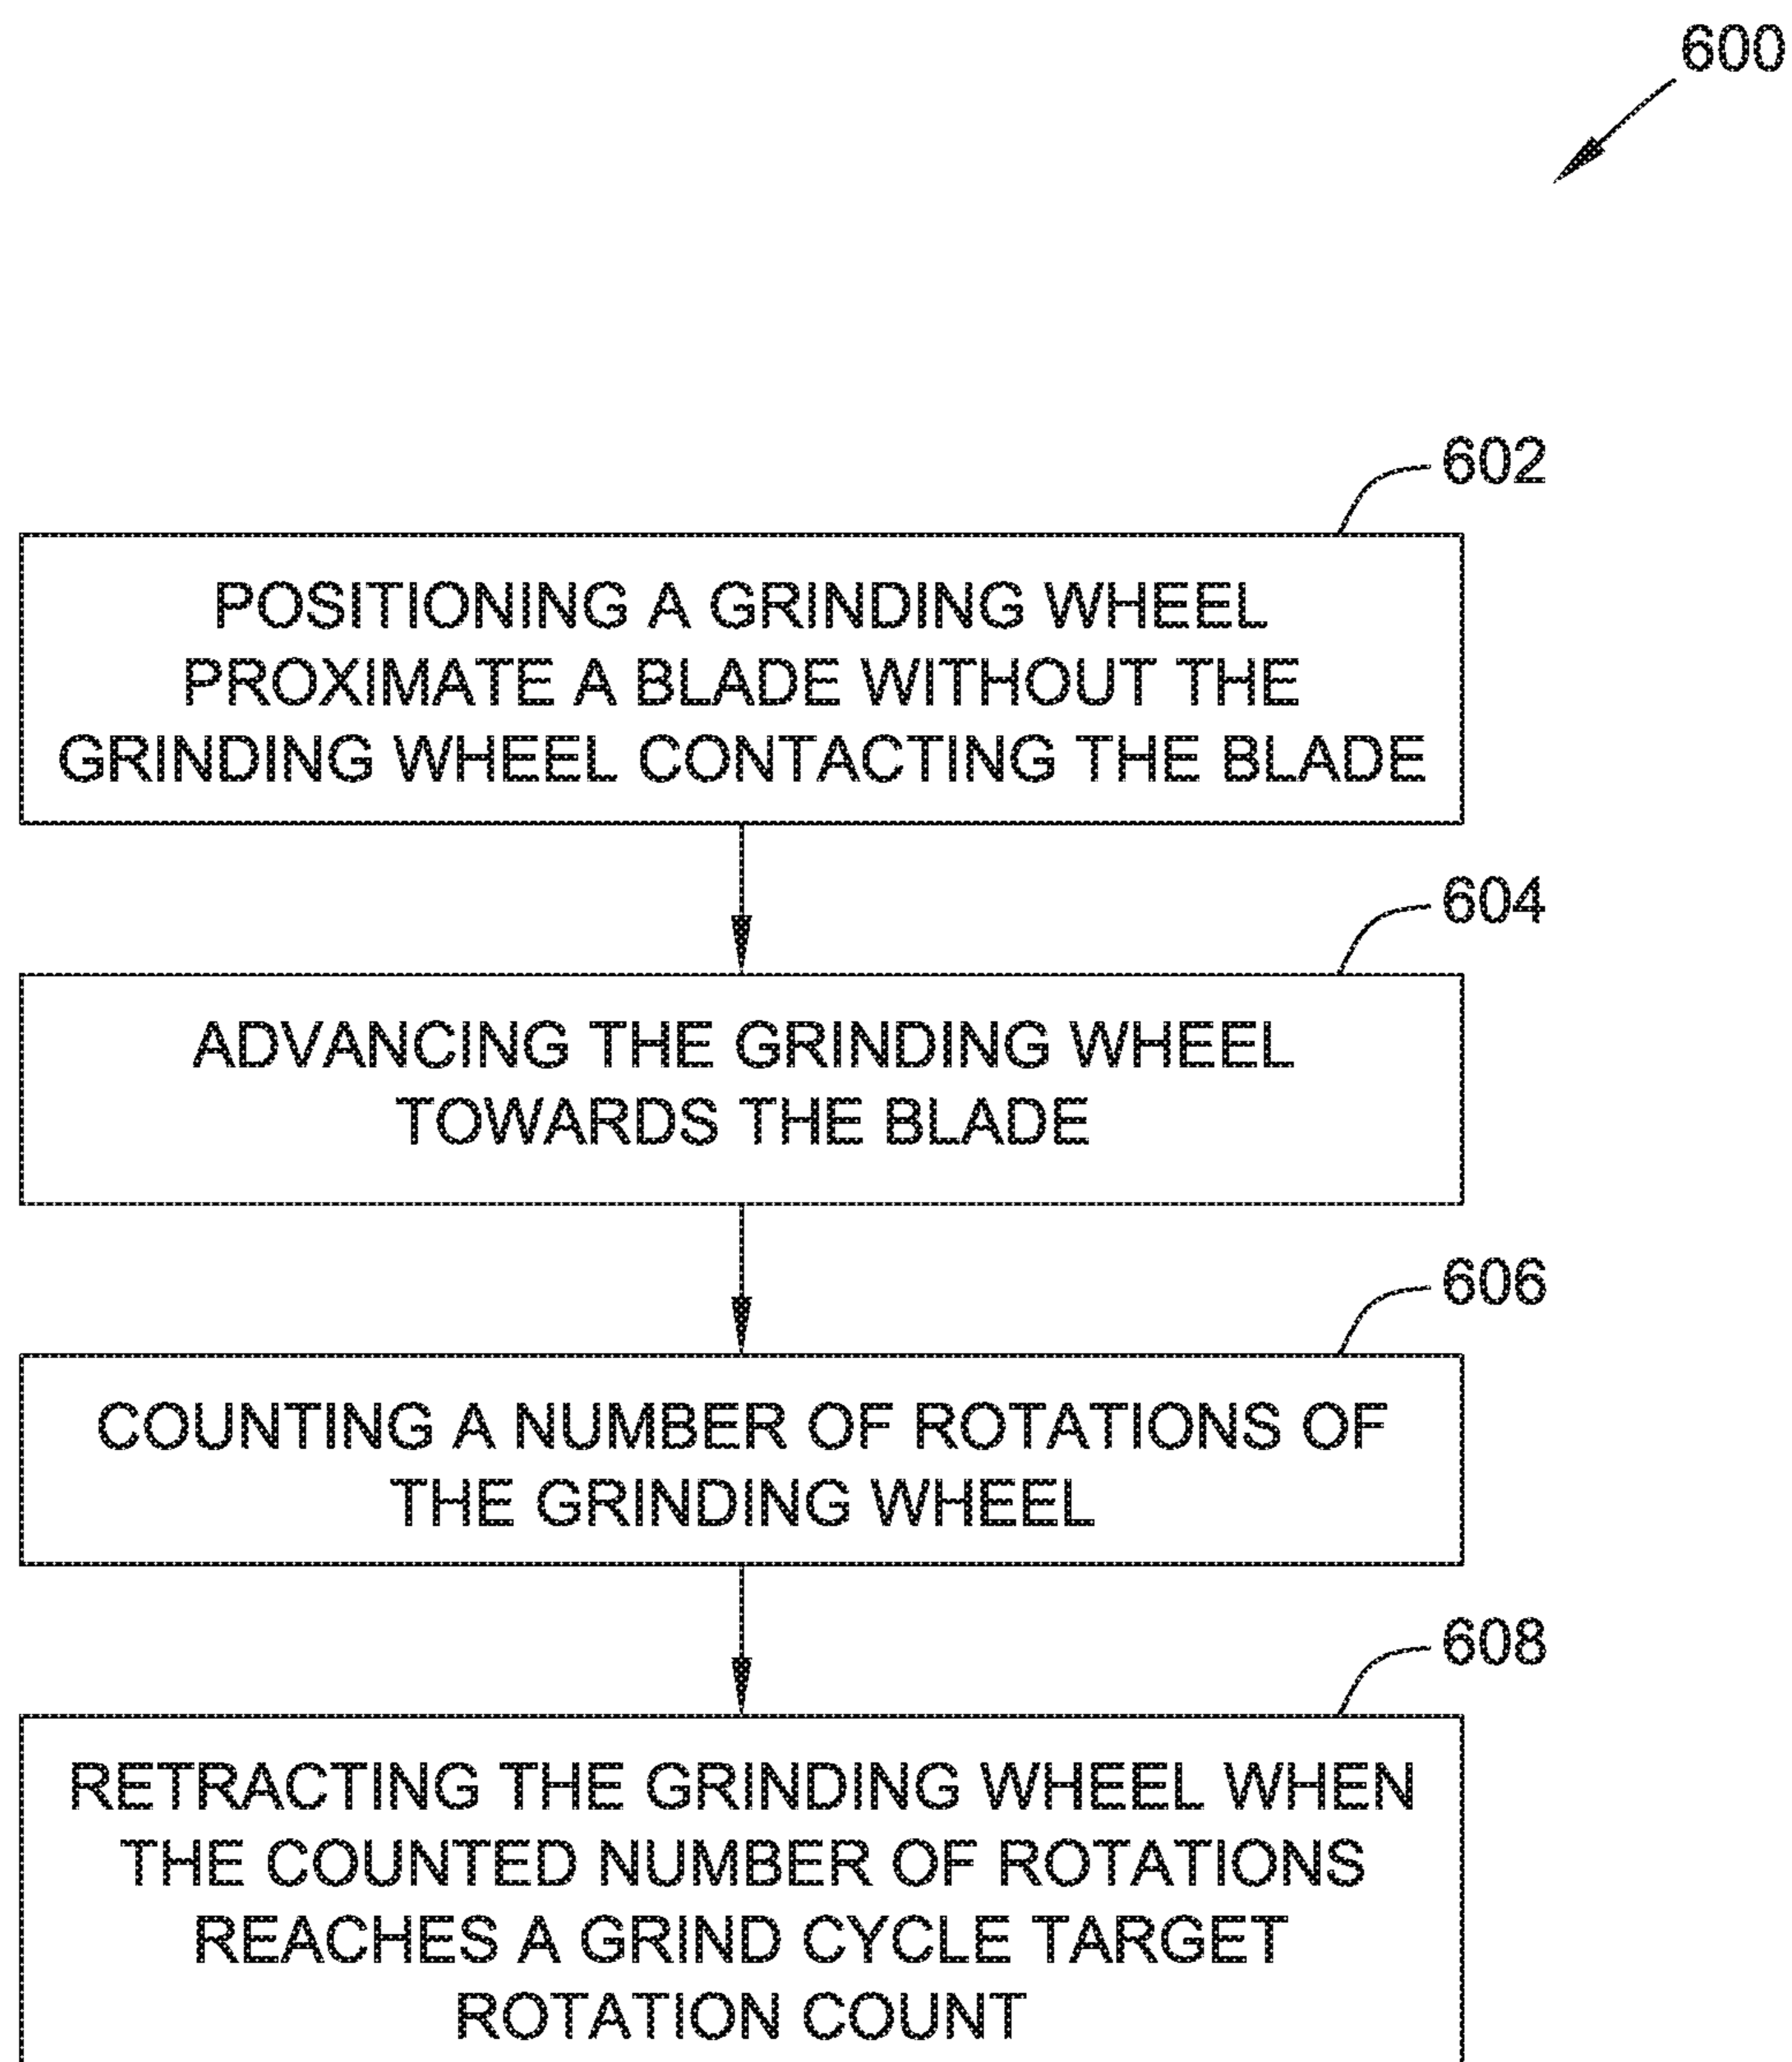 600
602
POSITIONING A GRINDING WHEEL
PROXIMATE A BLADE WITHOUT THE
GRINDING WHEEL CONTACTING THE BLADE
604
ADVANCING THE GRINDING WHEEL
TOWARDS THE BLADE
606
COUNTING A NUMBER OF ROTATIONS OF
THE GRINDING WHEEL
608
RETRACTING THE GRINDING WHEEL WHEN
THE COUNTED NUMBER OF ROTATIONS
REACHES A GRIND CYCLE TARGET
ROTATION COUNT